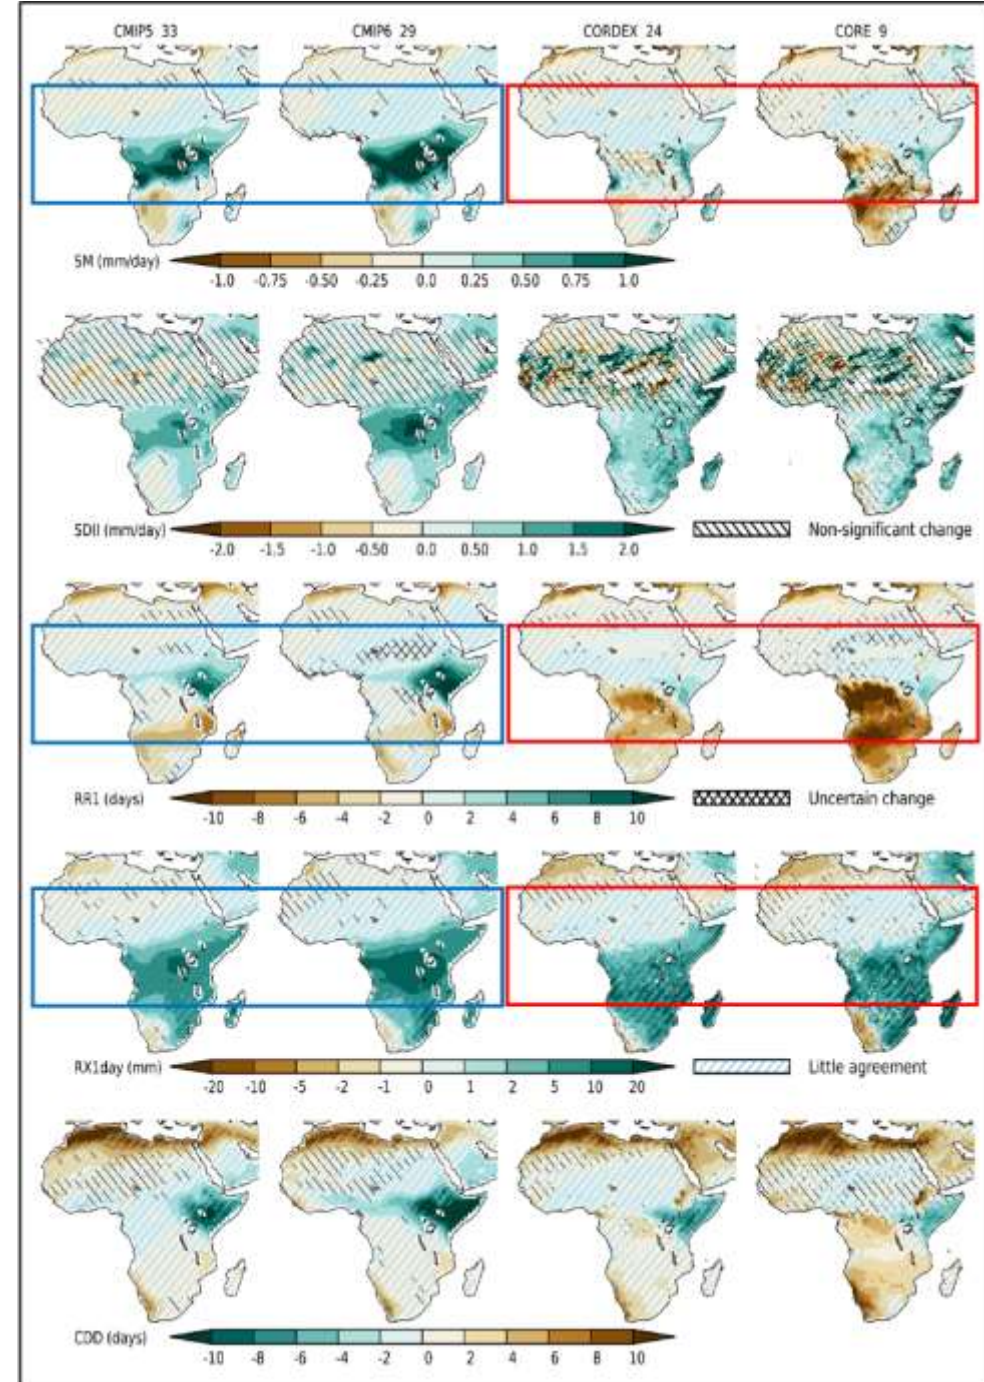 CMIP5 33 CMIP6 29 CORDEX 24 CORE 9
SM (mm/day)
-1.0 -0.75 -0.50 -0.25 0.0 0.25 0.50 0.75 1.0
SDII (mm/day) Non-significant change
-2.0 -1.5 -1.0 -0.50 0.0 0.50 1.0 1.5 2.0
RR1 (days) Uncertain change
-10 -8 -6 -4 -2 0 2 4 6 8 10
RX1day (mm) Little agreement
-20 -10 -5 -2 -1 0 1 2 5 10 20
CDD (days)
-10 -8 -6 -4 -2 0 2 4 6 8 10